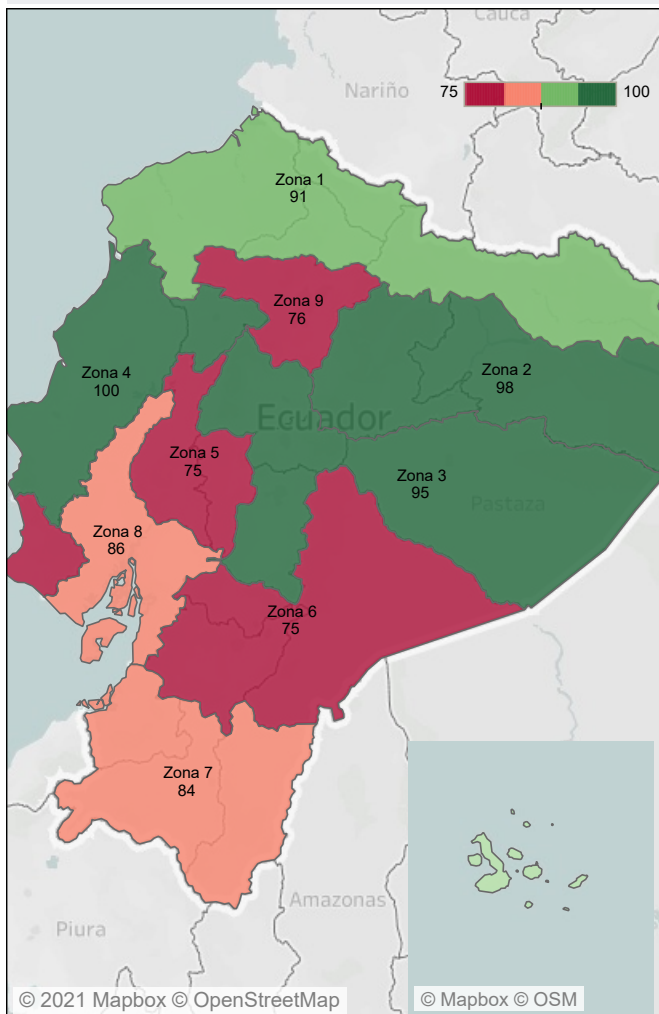 Cauca
Nariño
75
100
Zona 1
91
Zona 9
76
Zona 4
100
Zona 2
98
Ecuador
Zona 5
75
Zona 3
95
Pastaza
Zona 8
86
Zona 6
75
Zona 7
84
Amazonas
Piura
© 2021 Mapbox © OpenStreetMap
© Mapbox © OSM